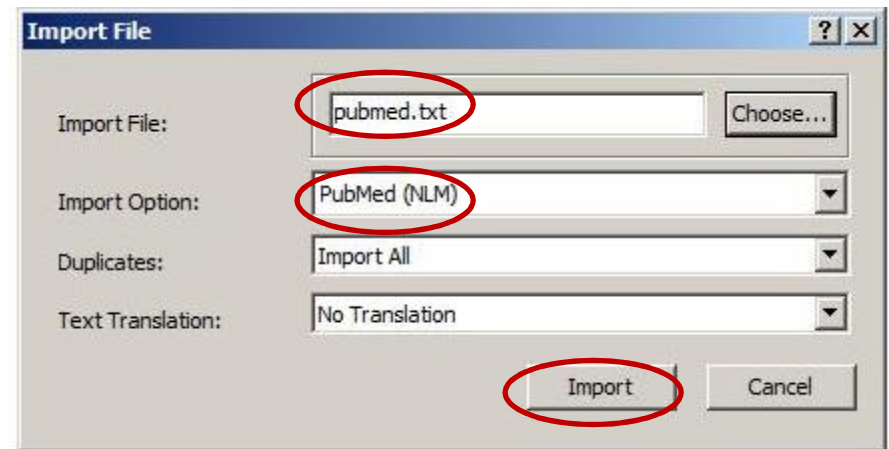 Import File
Import File: pubmed.txt Choose...
Import Option: PubMed (NLM)
Duplicates: Import All
Text Translation: No Translation
Import Cancel